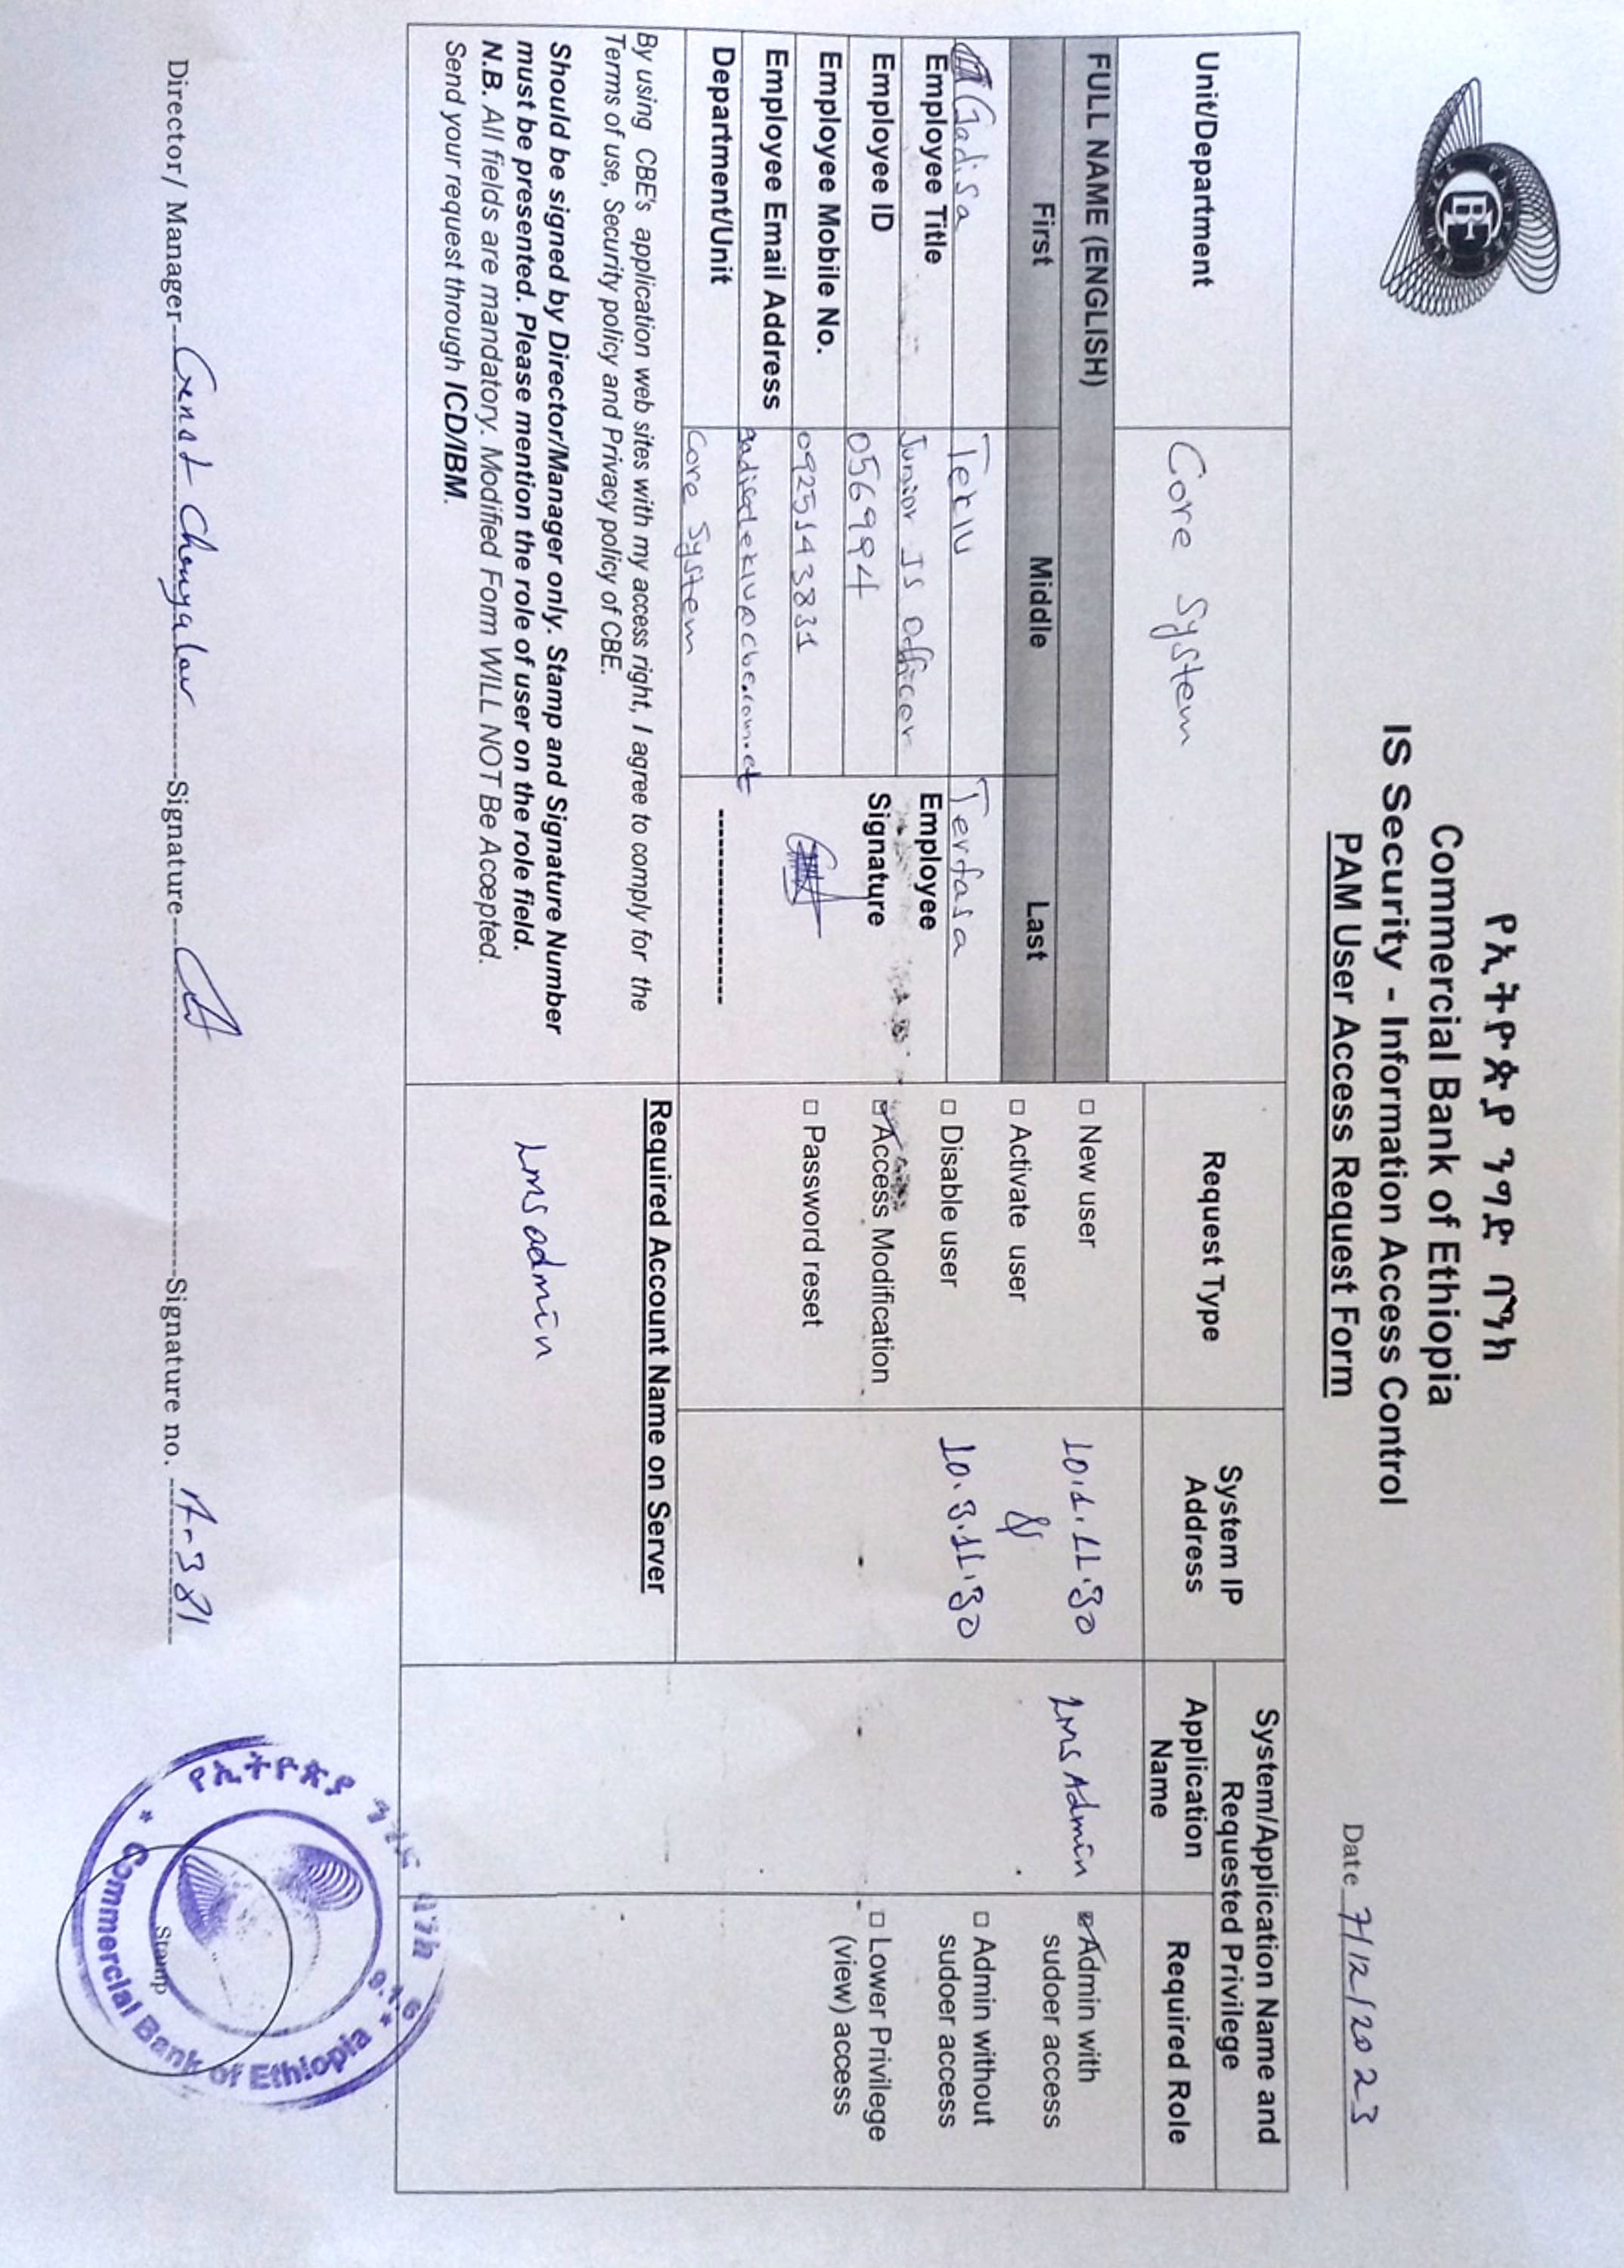 የኢትዮጵያ ንግድ ባንክ
Commercial Bank of Ethiopia
IS Security - Information Access Control
PAM User Access Request Form
Date 7/12/2023
Unit/Department
Core System
FULL NAME (ENGLISH)
First
Middle
Last
Gadisa
Teklu
Terfasa
Employee Title
Junior IS Officer
Employee ID
056994
Employee Mobile No.
0925143831
Employee Email Address
gadisateklu@cbe.com.et
Department/Unit
Core System
Employee
Signature
--------------------
By using CBE's application web sites with my access right, I agree to comply for the
Terms of use, Security policy and Privacy policy of CBE.
Should be signed by Director/Manager only. Stamp and Signature Number
must be presented. Please mention the role of user on the role field.
N.B. All fields are mandatory. Modified Form WILL NOT Be Accepted.
Send your request through ICD/IBM.
Request Type
□ New user
□ Activate user
□ Disable user
☑ Access Modification
□ Password reset
System IP
Address
10.1.11.30
&
10.3.11.30
Required Account Name on Server
lmsadmin
System/Application Name and
Requested Privilege
Application
Name
LMS Admin
Required Role
☑ Admin with
sudoer access
□ Admin without
sudoer access
□ Lower Privilege
(view) access
Director/ Manager
Signature
Signature no. A-381
Stamp
የኢትዮጵያ ንግድ ባንክ
* Commercial Bank of Ethiopia *